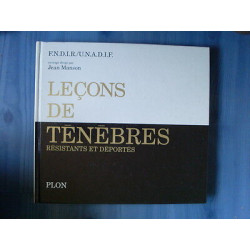 F.N.D.I.R./U.N.A.D.I.F.
Jean Manson
LEÇONS
DE
TÉNÈBRES
RÉSISTANTS ET DÉPORTÉS
PLON